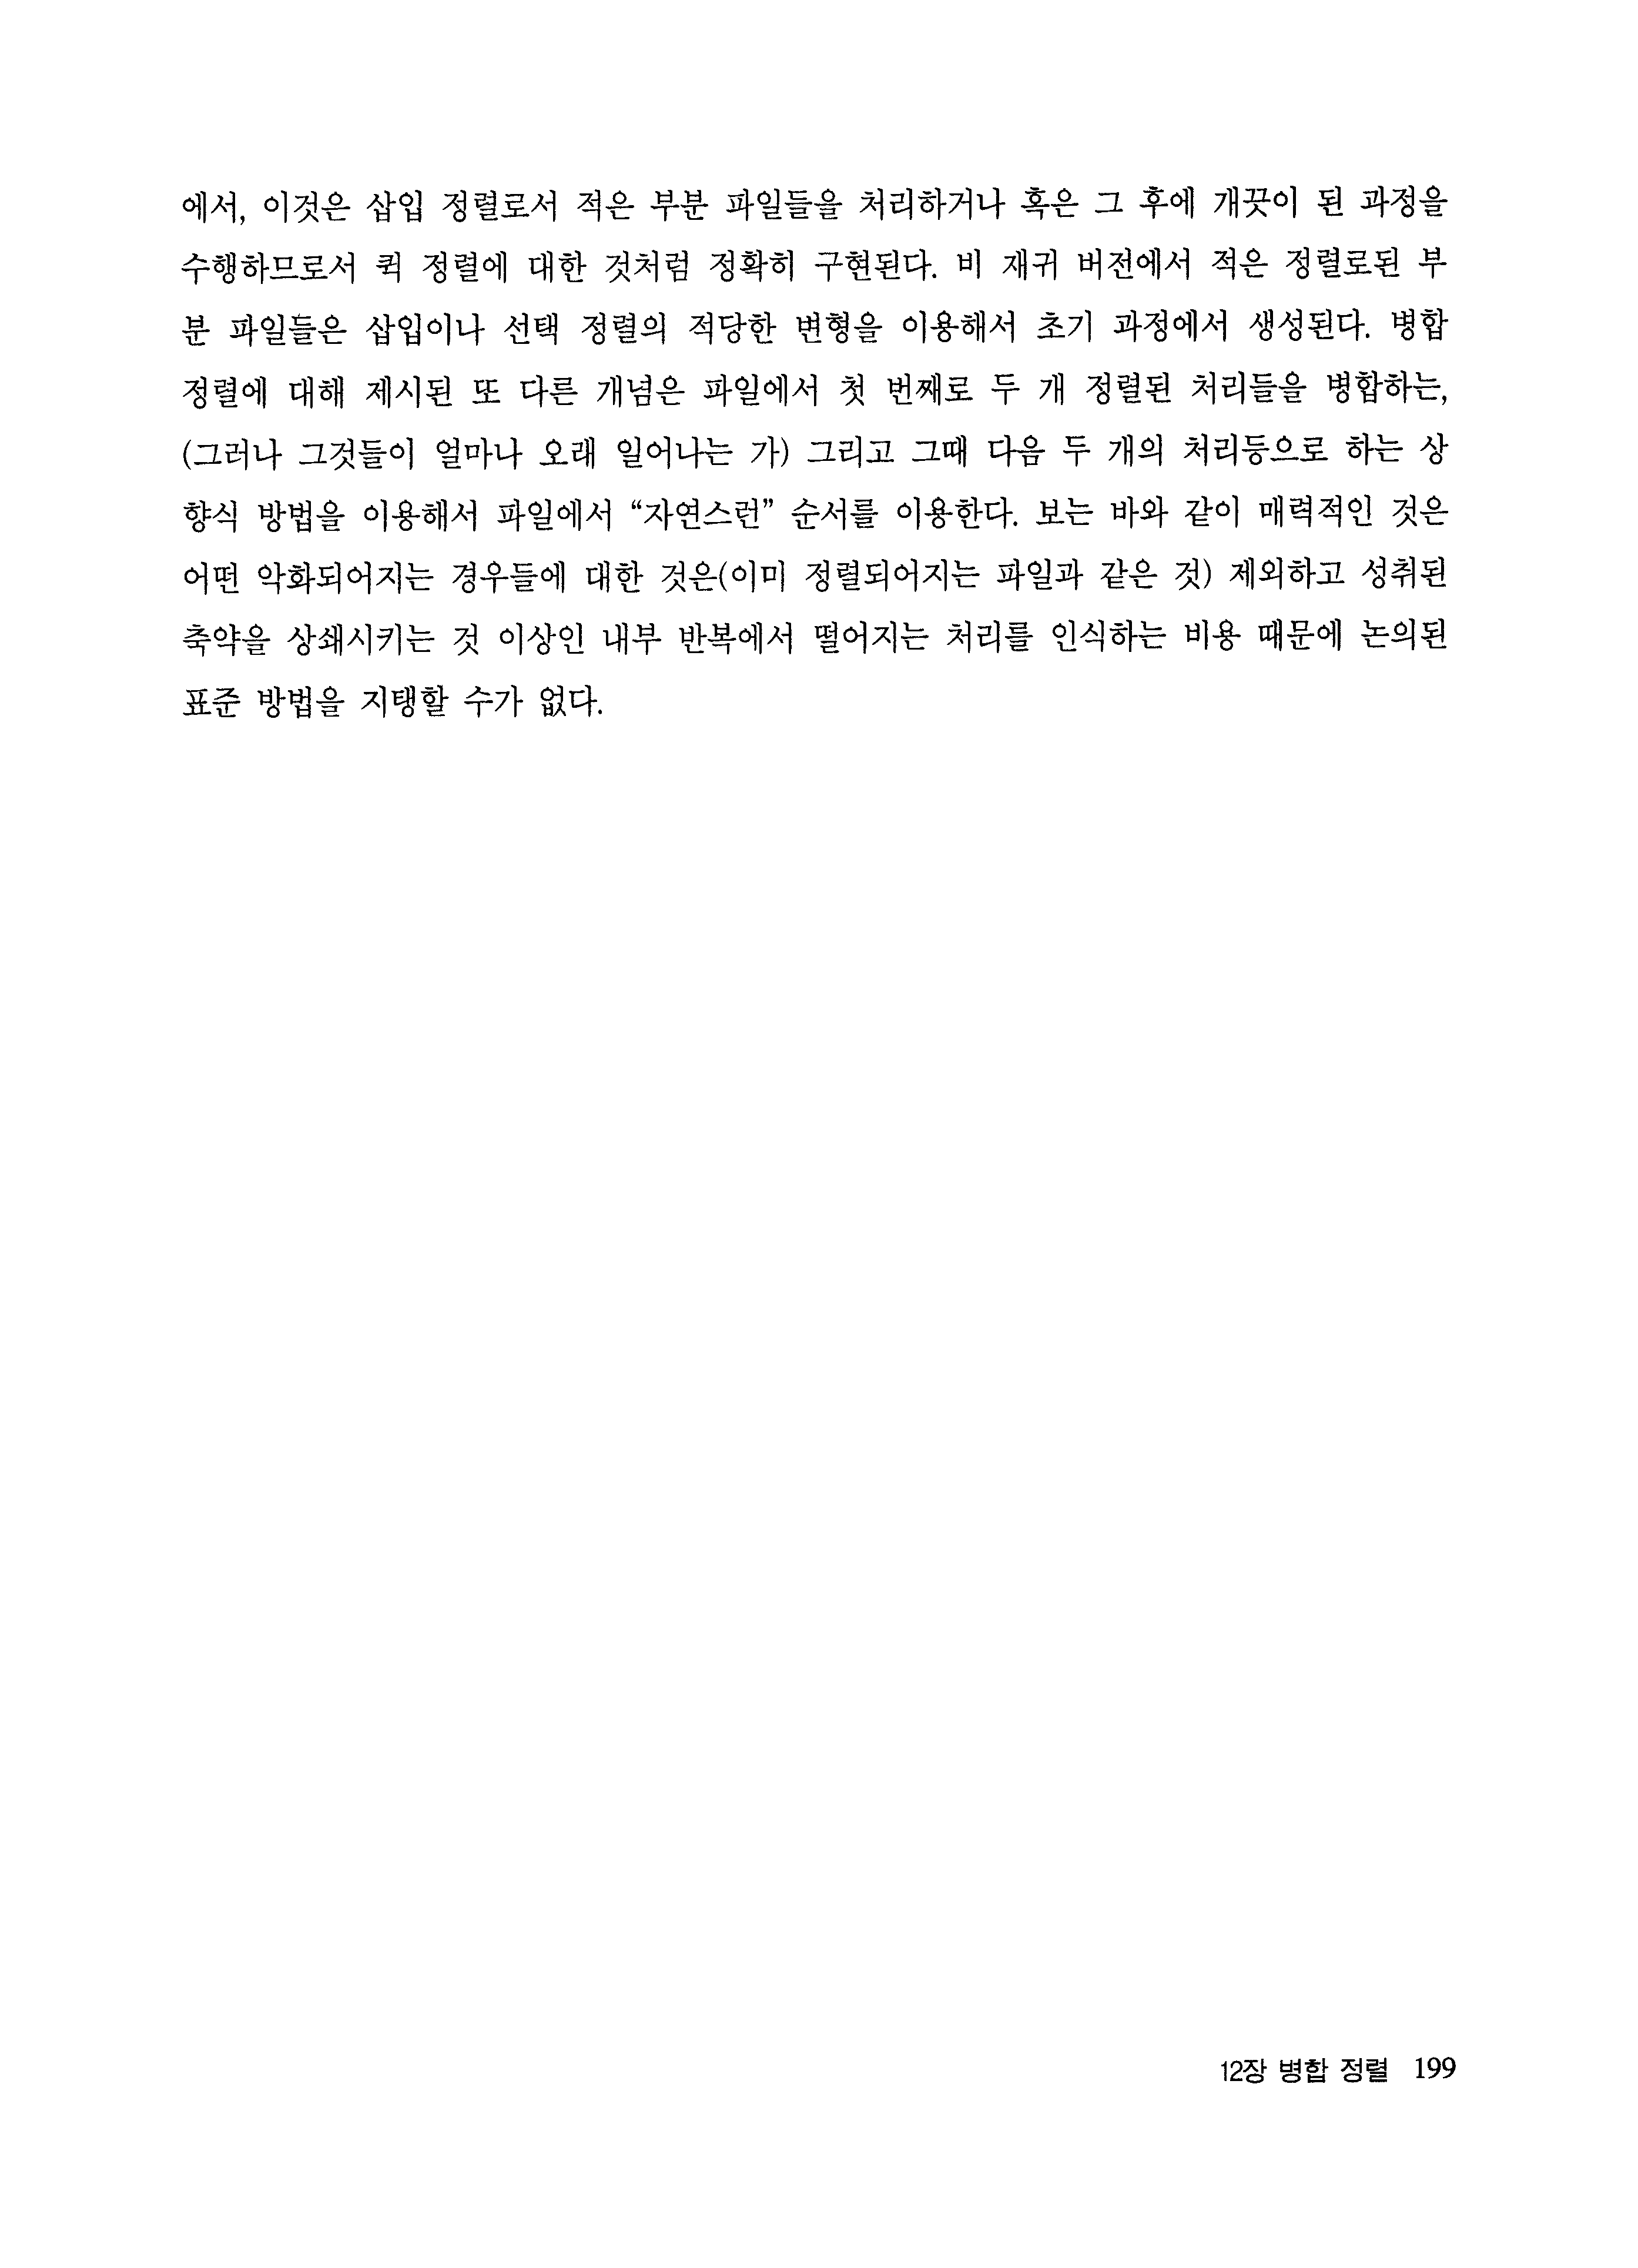 에서, 이것은 삽입 정렬로서 적은 부분 파일들을 처리하거나 혹은 그 후에 개끗이 된 과정을
수행하므로서 퀵 정렬에 대한 것처럼 정확히 구현된다. 비 재귀 버전에서 적은 정렬로된 부
분 파일들은 삽입이나 선택 정렬의 적당한 변형을 이용해서 초기 과정에서 생성된다. 병합
정렬에 대해 제시된 또 다른 개념은 파일에서 첫 번째로 두 개 정렬된 처리들을 병합하는,
(그러나 그것들이 얼마나 오래 일어나는 가) 그리고 그때 다음 두 개의 처리등으로 하는 상
향식 방법을 이용해서 파일에서 “자연스런” 순서를 이용한다. 보는 바와 같이 매력적인 것은
어떤 악화되어지는 경우들에 대한 것은(이미 정렬되어지는 파일과 같은 것) 제외하고 성취된
축약을 상쇄시키는 것 이상인 내부 반복에서 떨어지는 처리를 인식하는 비용 때문에 논의된
표준 방법을 지탱할 수가 없다.
12장 병합 정렬 199